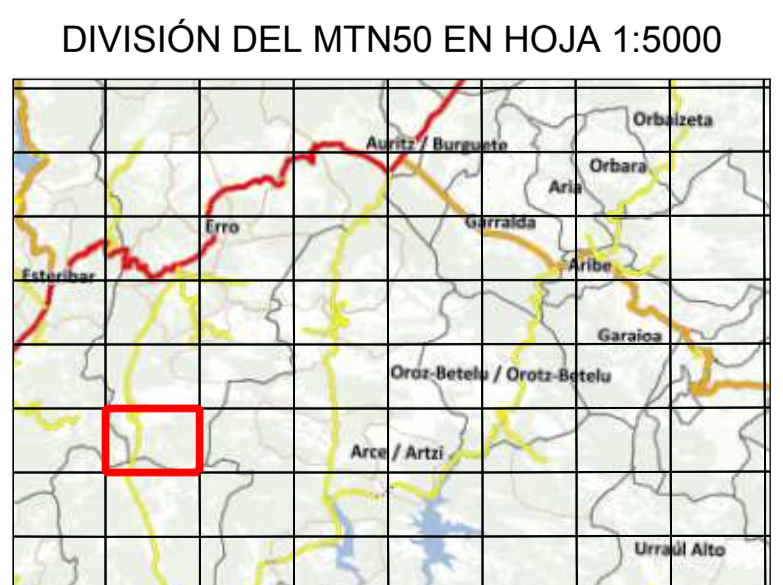 DIVISIÓN DEL MTN50 EN HOJA 1:5000
Orbaizeta
Auritz / Burguete
Orbara
Aria
Garralda
Erro
Aribe
Esteribar
Garaioa
Oroz-Betelu / Orotz-Betelu
Arce / Artzi
Urraúl Alto